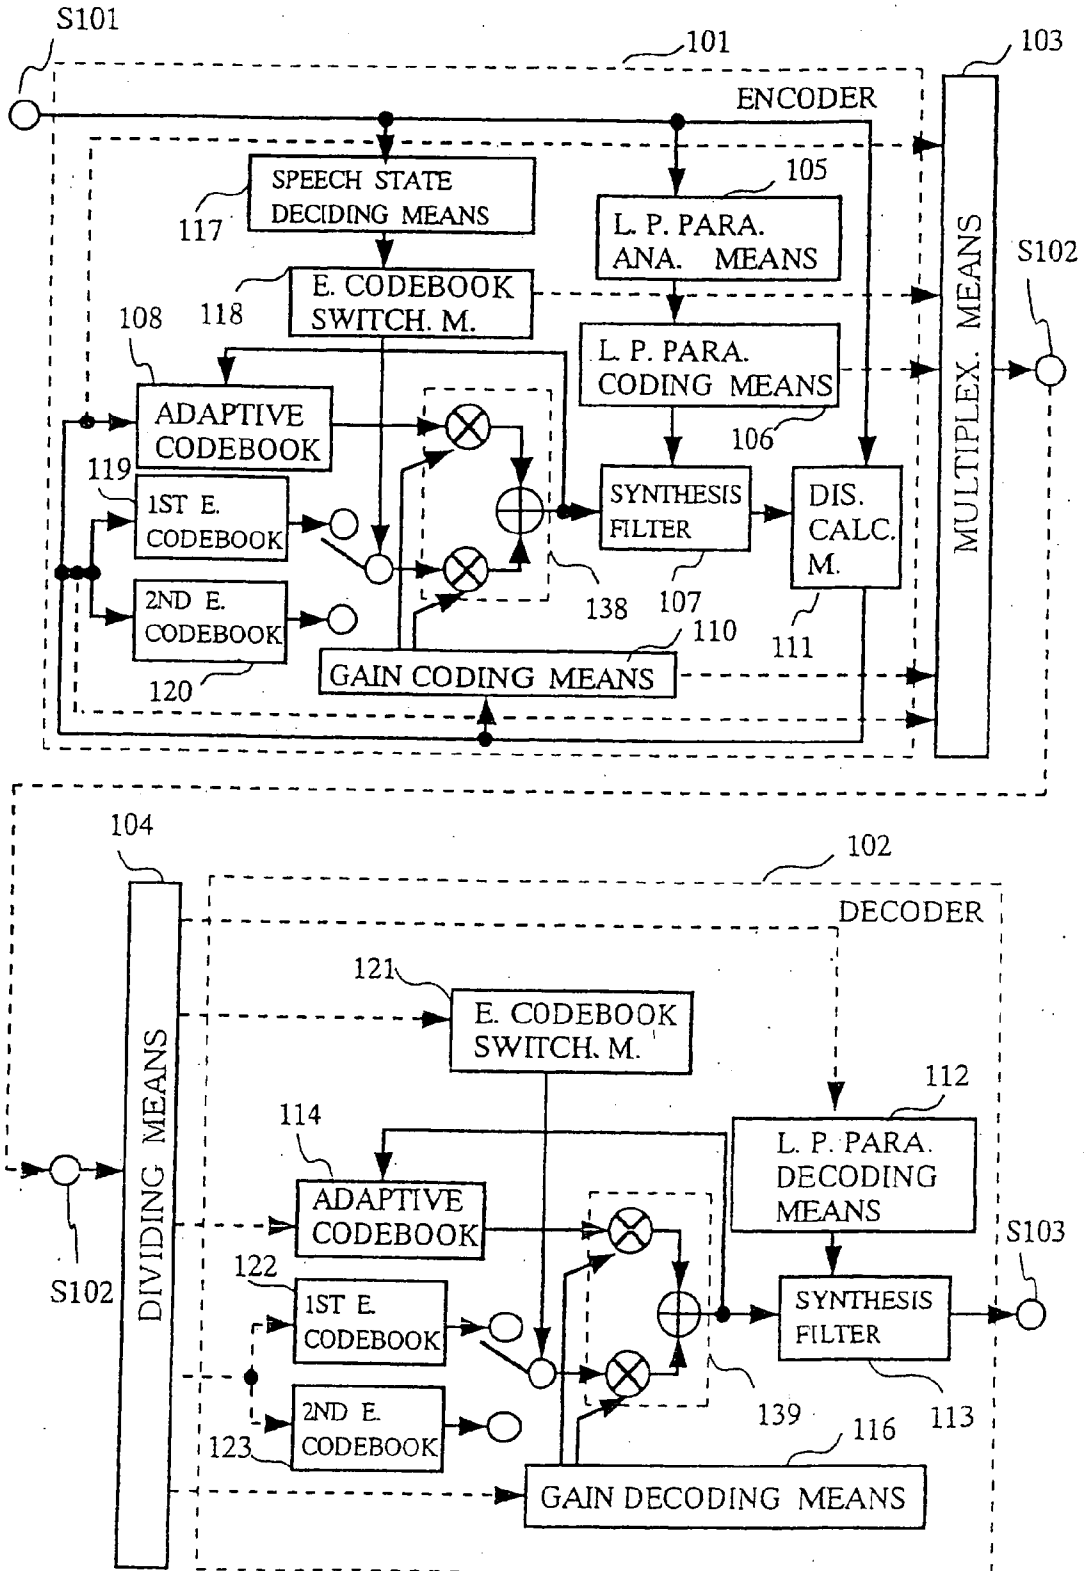 S101
101
103
ENCODER
SPEECH STATE
DECIDING MEANS
117
105
L. P. PARA.
ANA. MEANS
S102
118
E. CODEBOOK
SWITCH. M.
108
L. P. PARA.
CODING MEANS
106
ADAPTIVE
CODEBOOK
119
1ST E.
CODEBOOK
SYNTHESIS
FILTER
107
DIS.
CALC.
M.
111
MULTIPLEX. MEANS
138
2ND E.
CODEBOOK
120
110
GAIN CODING MEANS
104
102
DECODER
121
E. CODEBOOK
SWITCH. M.
112
L. P. PARA.
DECODING
MEANS
114
ADAPTIVE
CODEBOOK
DIVIDING MEANS
S102
S103
122
1ST E.
CODEBOOK
SYNTHESIS
FILTER
113
139
2ND E.
CODEBOOK
123
116
GAIN DECODING MEANS